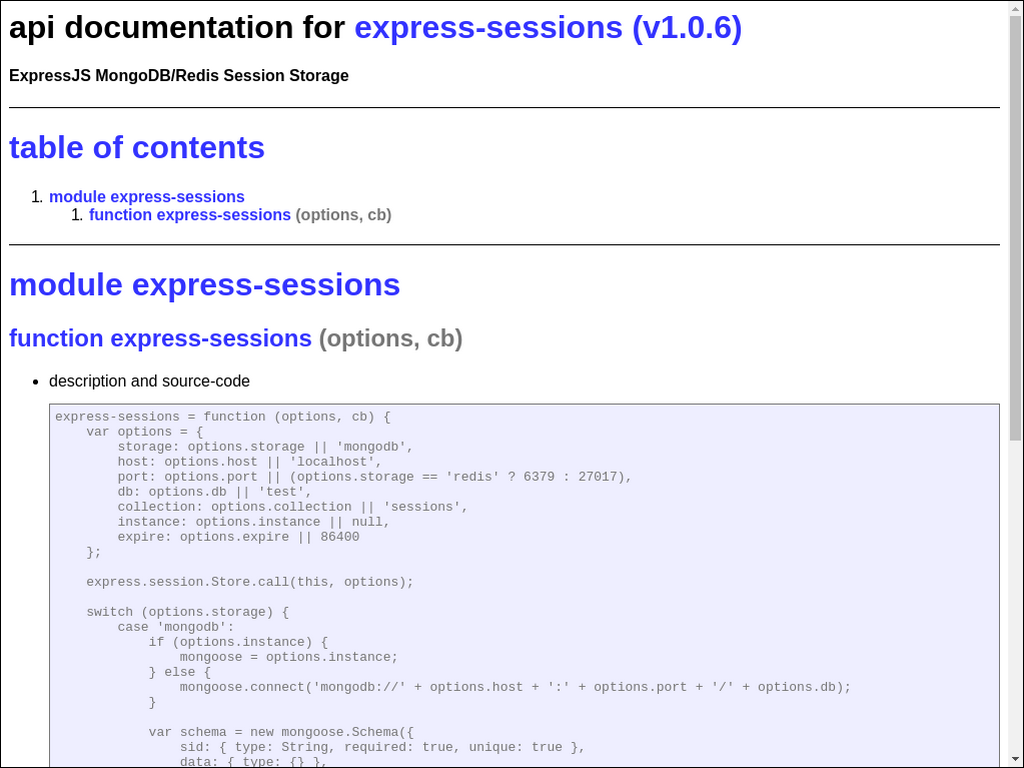 api documentation for express-sessions (v1.0.6)
ExpressJS MongoDB/Redis Session Storage
table of contents
1. module express-sessions
1. function express-sessions (options, cb)
module express-sessions
function express-sessions (options, cb)
• description and source-code
express-sessions = function (options, cb) {
    var options = {
        storage: options.storage || 'mongodb',
        host: options.host || 'localhost',
        port: options.port || (options.storage == 'redis' ? 6379 : 27017),
        db: options.db || 'test',
        collection: options.collection || 'sessions',
        instance: options.instance || null,
        expire: options.expire || 86400
    };
    express.session.Store.call(this, options);
    switch (options.storage) {
        case 'mongodb':
            if (options.instance) {
                mongoose = options.instance;
            } else {
                mongoose.connect('mongodb://' + options.host + ':' + options.port + '/' + options.db);
            }
            var schema = new mongoose.Schema({
                sid: { type: String, required: true, unique: true },
                data: { type: {} },